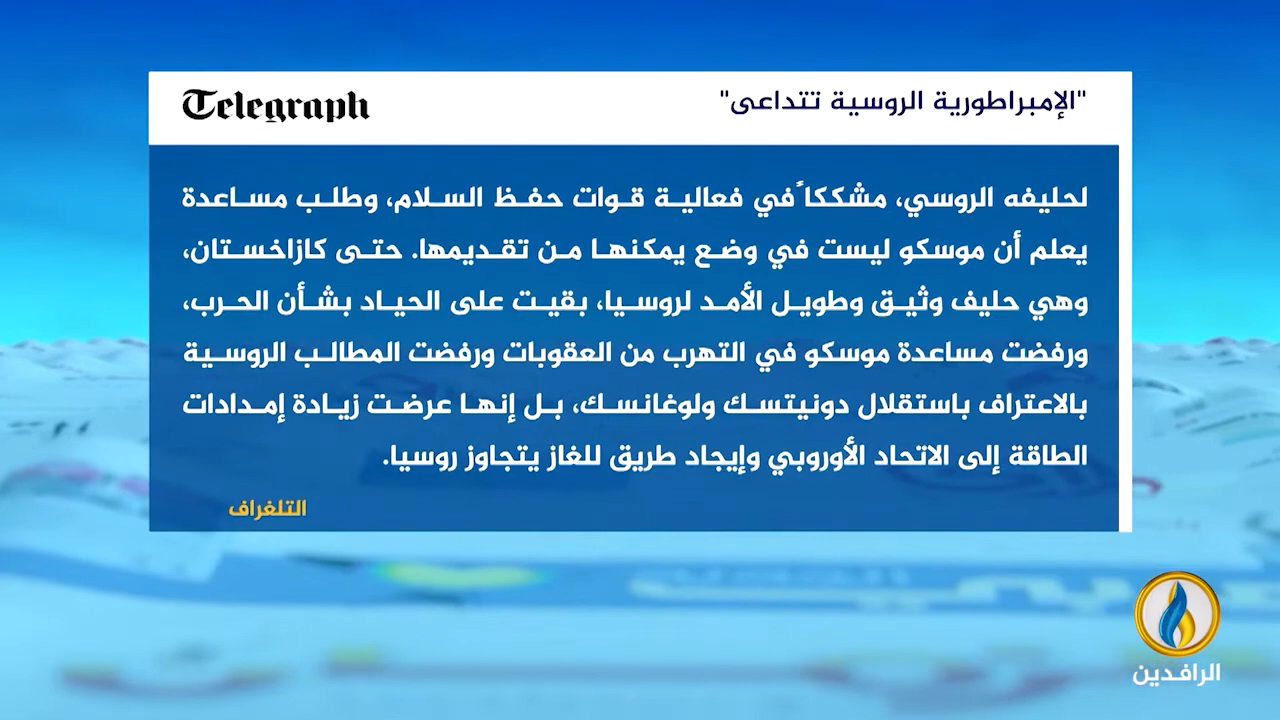 "الإمبراطورية الروسية تتداعى"
Telegraph
لحليفه الروسي، مشككاً في فعالية قوات حفظ السلام، وطلب مساعدة
يعلم أن موسكو ليست في وضع يمكنها من تقديمها. حتى كازاخستان،
وهي حليف وثيق وطويل الأمد لروسيا، بقيت على الحياد بشأن الحرب،
ورفضت مساعدة موسكو في التهرب من العقوبات ورفضت المطالب الروسية
بالاعتراف باستقلال دونيتسك ولوغانسك، بل إنها عرضت زيادة إمدادات
الطاقة إلى الاتحاد الأوروبي وإيجاد طريق للغاز يتجاوز روسيا.
التلغراف
الرافدين